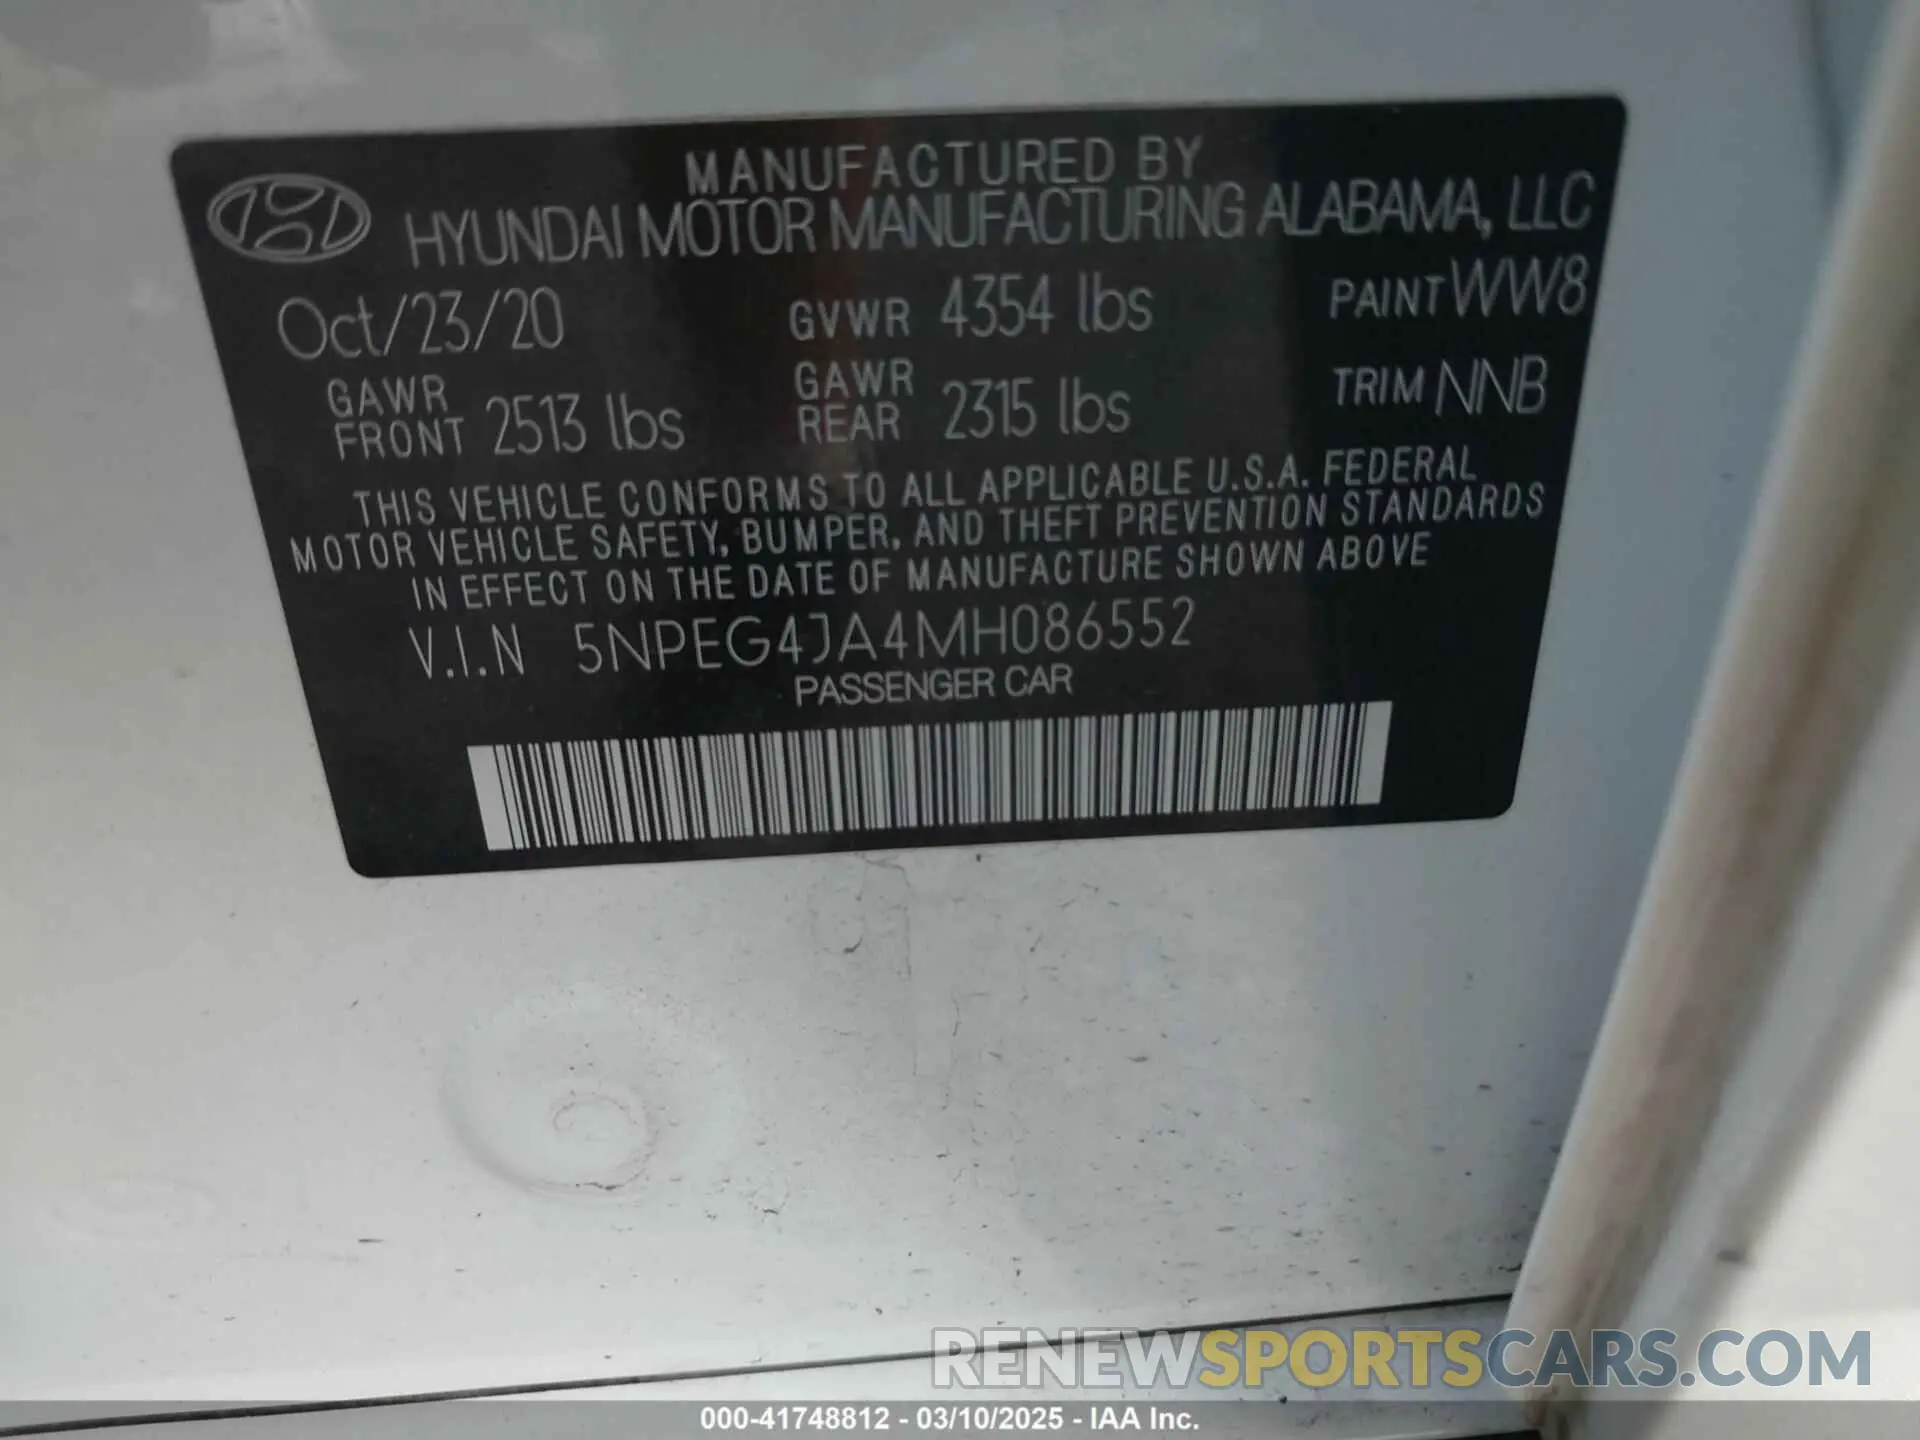 MANUFACTURED BY
HYUNDAI MOTOR MANUFACTURING ALABAMA, LLC
Oct/23/20 GVWR 4354 lbs PAINT WW8
GAWR FRONT 2513 lbs GAWR REAR 2315 lbs TRIM NNB
THIS VEHICLE CONFORMS TO ALL APPLICABLE U.S.A. FEDERAL
MOTOR VEHICLE SAFETY, BUMPER, AND THEFT PREVENTION STANDARDS
IN EFFECT ON THE DATE OF MANUFACTURE SHOWN ABOVE
V.I.N 5NPEG4JA4MH086552
PASSENGER CAR
RENEWSPORTSCARS.COM
000-41748812 - 03/10/2025 - IAA Inc.